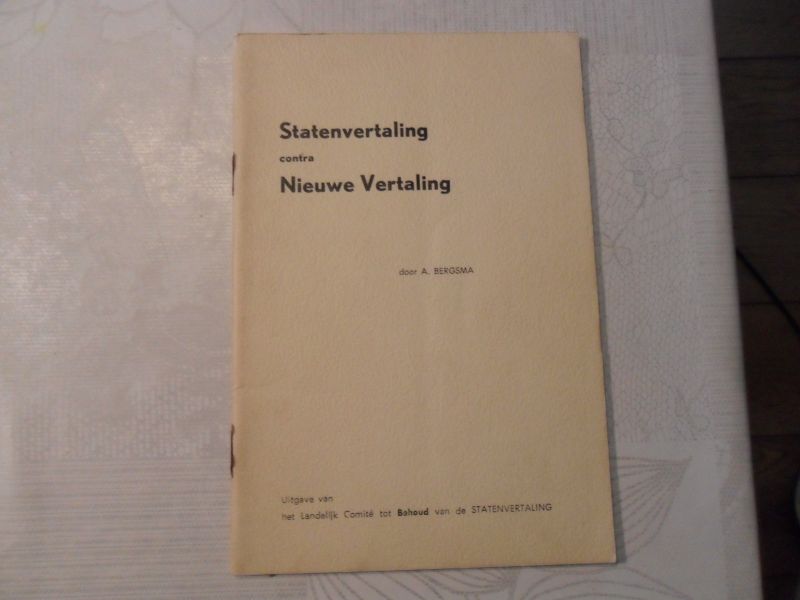 Statenvertaling
contra
Nieuwe Vertaling
door A. BERGSMA
Uitgave van
het Landelijk Comité tot Behoud van de STATENVERTALING